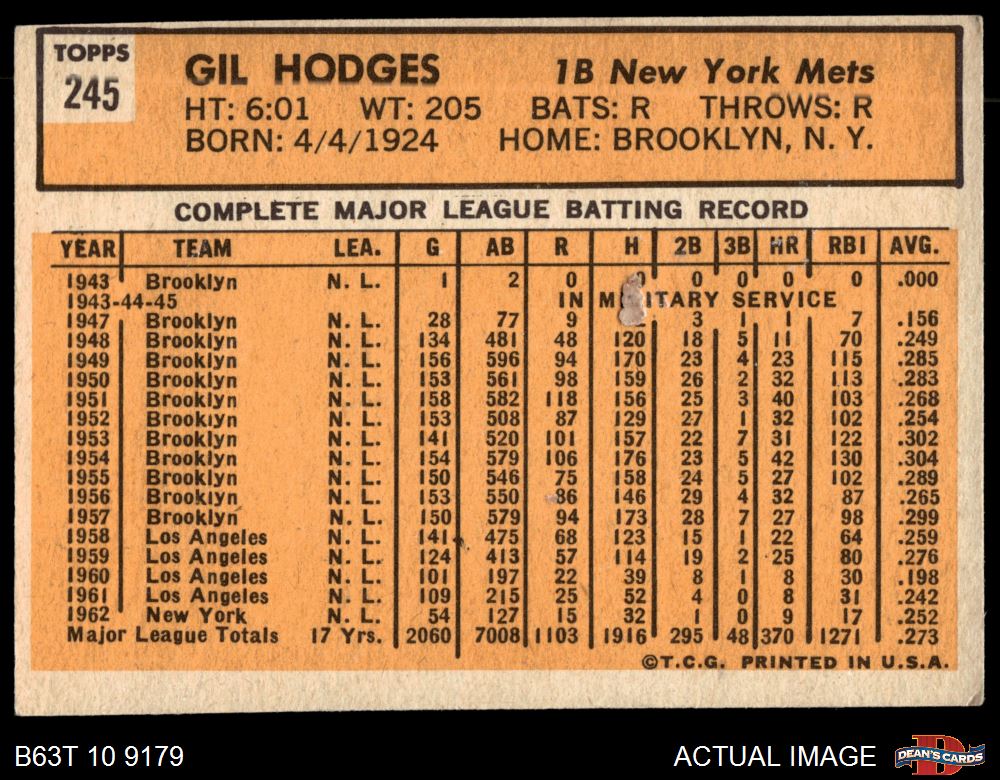 TOPPS
245
GIL HODGES 1B New York Mets
HT: 6:01 WT: 205 BATS: R THROWS: R
BORN: 4/4/1924 HOME: BROOKLYN, N. Y.
COMPLETE MAJOR LEAGUE BATTING RECORD
YEAR TEAM LEA. G AB R H 2B 3B HR RBI AVG.
1943 Brooklyn N. L. 1 2 0 0 0 0 0 0 .000
1943-44-45 IN MILITARY SERVICE
1947 Brooklyn N. L. 28 77 9 3 1 1 7 .156
1948 Brooklyn N. L. 134 481 48 120 18 5 11 70 .249
1949 Brooklyn N. L. 156 596 94 170 23 4 23 115 .285
1950 Brooklyn N. L. 153 561 98 159 26 2 32 113 .283
1951 Brooklyn N. L. 158 582 118 156 25 3 40 103 .268
1952 Brooklyn N. L. 153 508 87 129 27 1 32 102 .254
1953 Brooklyn N. L. 141 520 101 157 22 7 31 122 .302
1954 Brooklyn N. L. 154 579 106 176 23 5 42 130 .304
1955 Brooklyn N. L. 150 546 75 158 24 5 27 102 .289
1956 Brooklyn N. L. 153 550 86 146 29 4 32 87 .265
1957 Brooklyn N. L. 150 579 94 173 28 7 27 98 .299
1958 Los Angeles N. L. 141 475 68 123 15 1 22 64 .259
1959 Los Angeles N. L. 124 413 57 114 19 2 25 80 .276
1960 Los Angeles N. L. 101 197 22 39 8 1 8 30 .198
1961 Los Angeles N. L. 109 215 25 52 4 0 8 31 .242
1962 New York N. L. 54 127 15 32 1 0 9 17 .252
Major League Totals 17 Yrs. 2060 7008 1103 1916 295 48 370 1271 .273
©T.C.G. PRINTED IN U.S.A.
B63T 10 9179 ACTUAL IMAGE DEAN'S CARDS